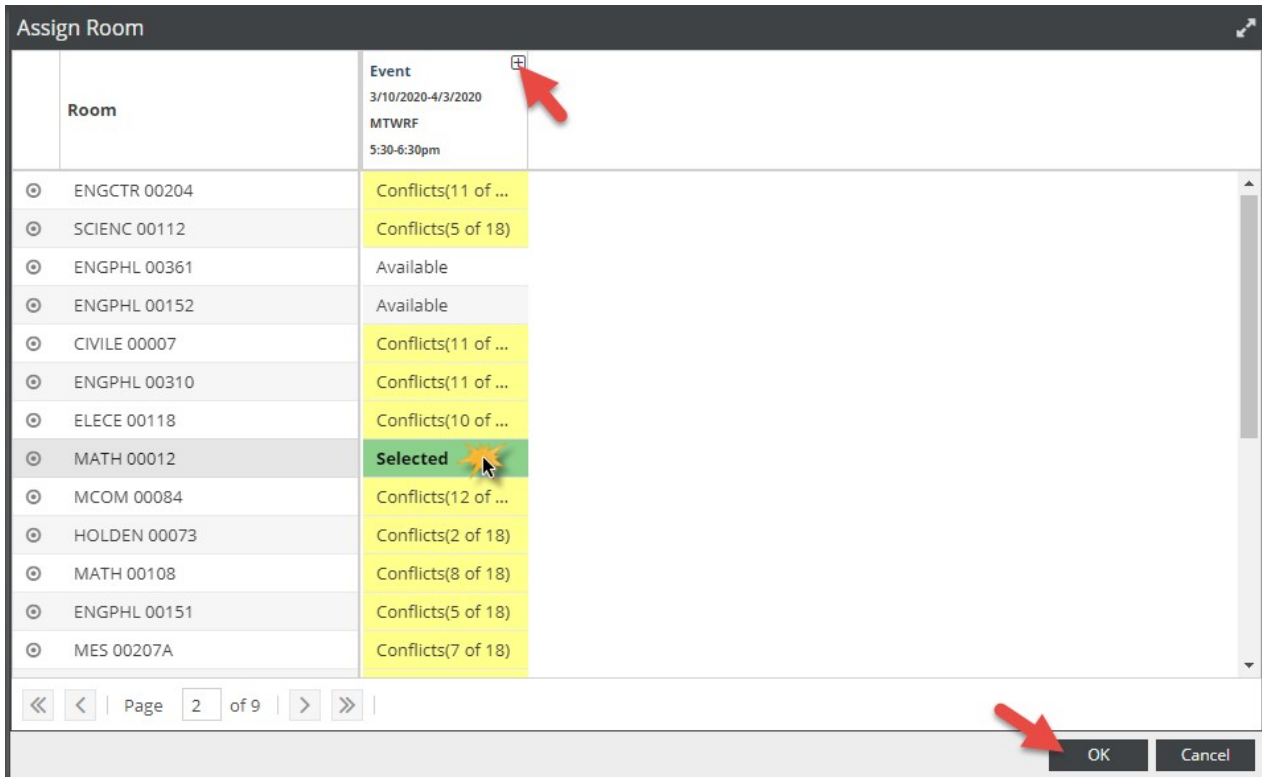 Assign Room
Room
Event
3/10/2020-4/3/2020
MTWRF
5:30-6:30pm
ENGCTR 00204 Conflicts(11 of ...
SCIENC 00112 Conflicts(5 of 18)
ENGPHL 00361 Available
ENGPHL 00152 Available
CIVILE 00007 Conflicts(11 of ...
ENGPHL 00310 Conflicts(11 of ...
ELECE 00118 Conflicts(10 of ...
MATH 00012 Selected
MCOM 00084 Conflicts(12 of ...
HOLDEN 00073 Conflicts(2 of 18)
MATH 00108 Conflicts(8 of 18)
ENGPHL 00151 Conflicts(5 of 18)
MES 00207A Conflicts(7 of 18)
Page 2 of 9
OK Cancel